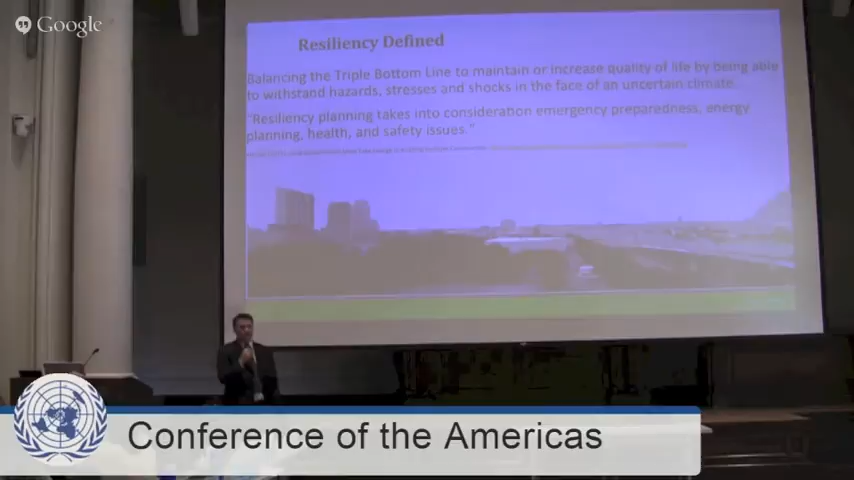 Google
Resiliency Defined
Balancing the Triple Bottom Line to maintain or increase quality of life by being able
to withstand hazards, stresses and shocks in the face of an uncertain climate.
"Resiliency planning takes into consideration emergency preparedness, energy
planning, health, and safety issues."
Conference of the Americas